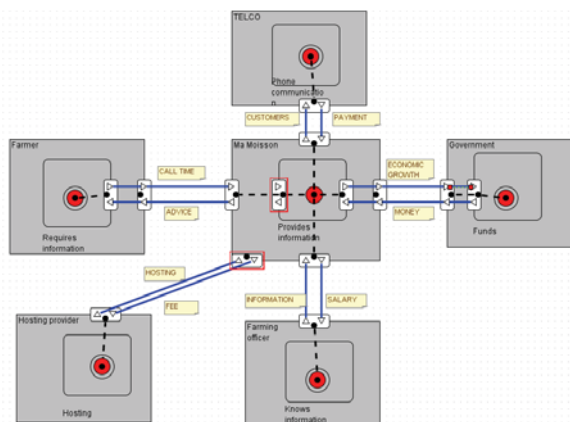 TELCO
Phone
communicatio
n
CUSTOMERS
PAYMENT
Farmer
Ma Moisson
Government
CALL TIME
ECONOMIC
GROWTH
ADVICE
MONEY
Requires
information
Provides
information
Funds
HOSTING
FEE
INFORMATION
SALARY
Hosting provider
Farming
officer
Hosting
Knows
information